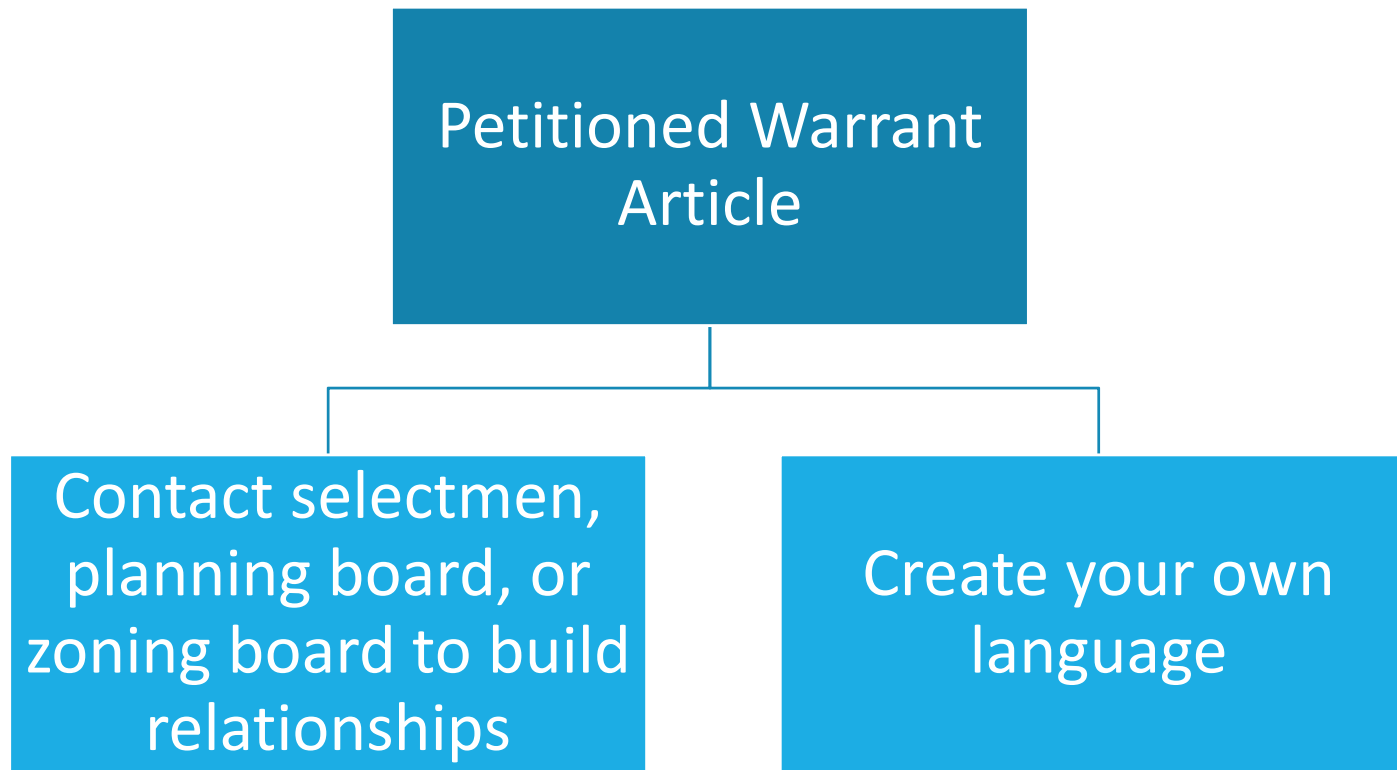 Petitioned Warrant
Article
Contact selectmen,
planning board, or
zoning board to build
relationships
Create your own
language